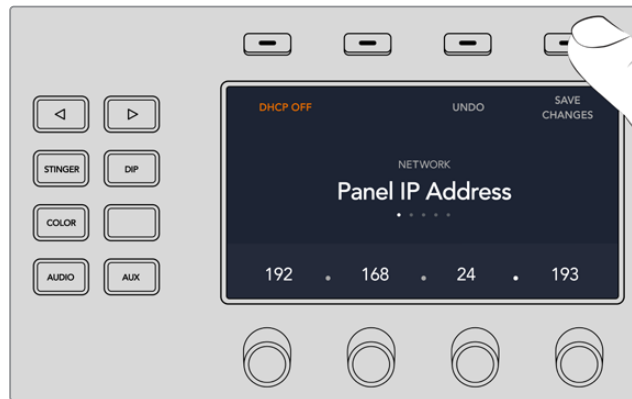 DHCP OFF
UNDO
SAVE
CHANGES
STINGER
DIP
NETWORK
Panel IP Address
COLOR
AUDIO
AUX
192 . 168 . 24 . 193